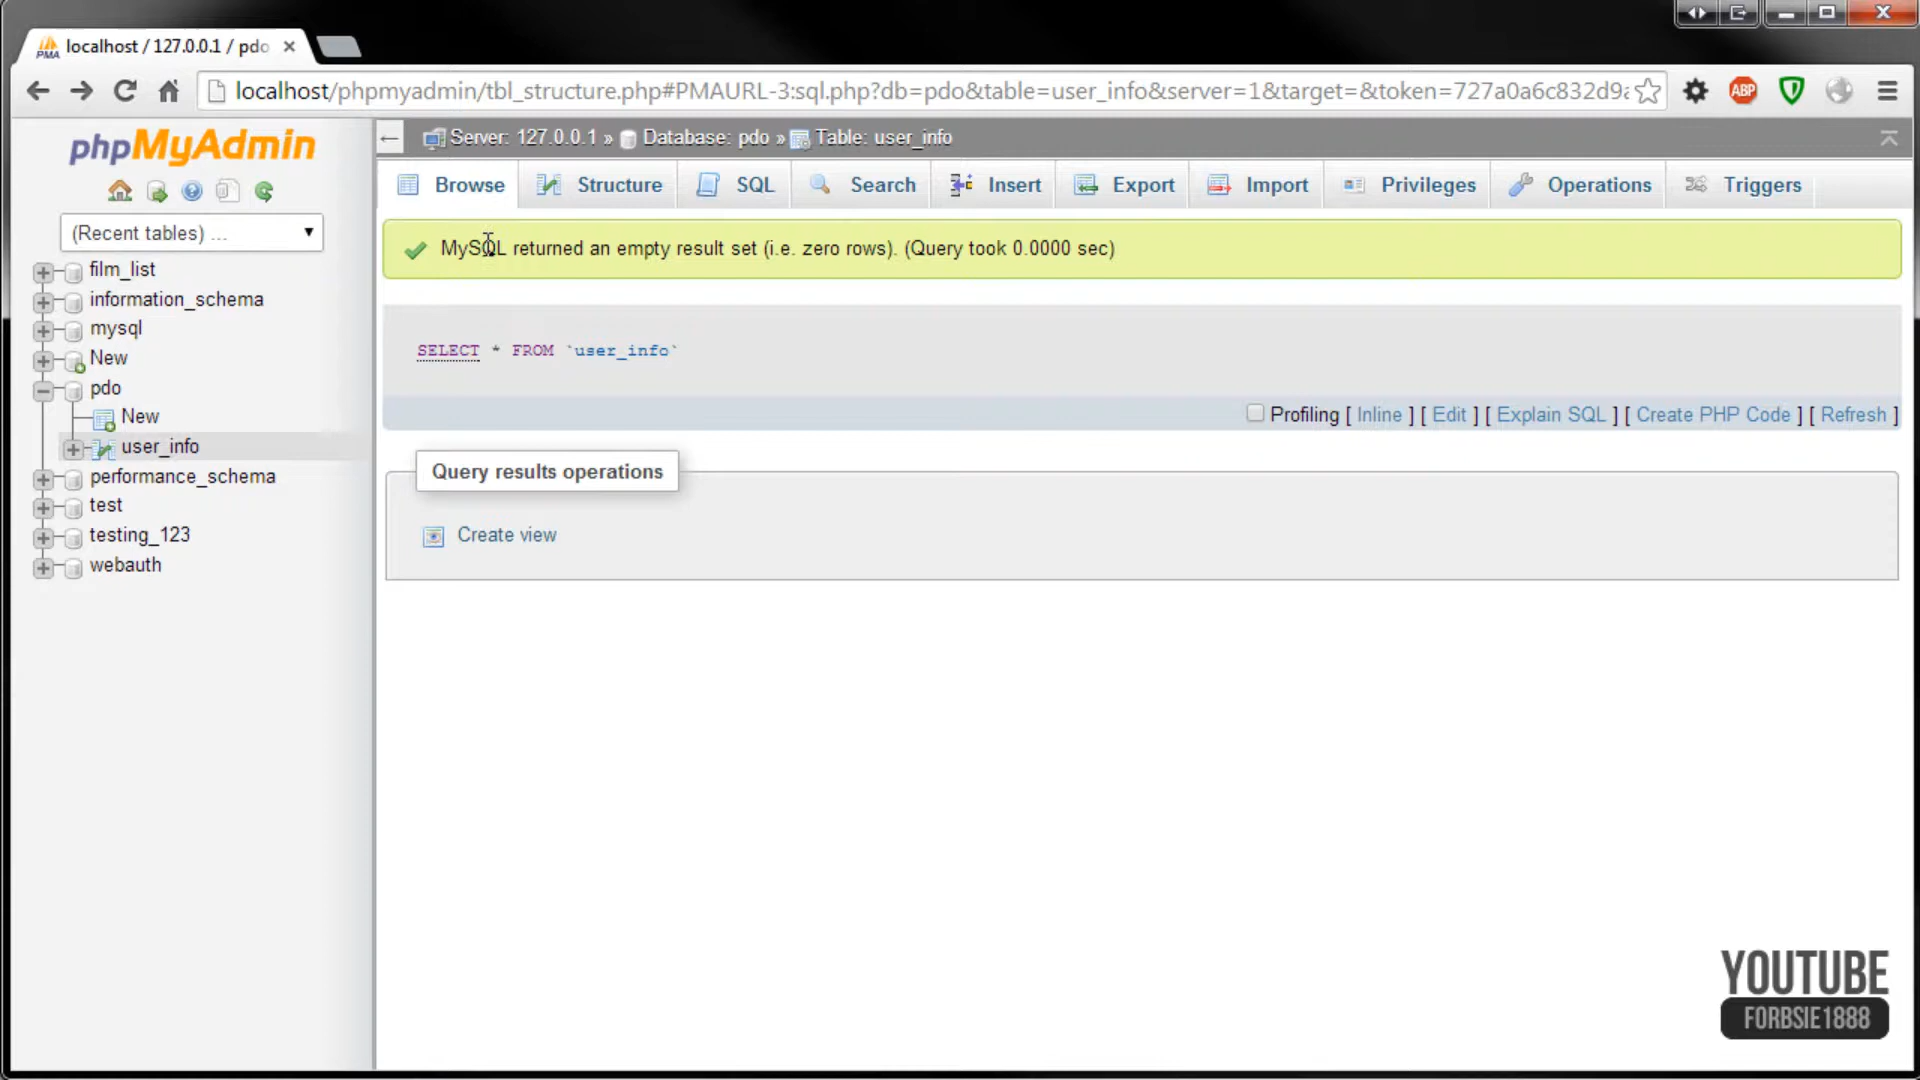 localhost / 127.0.0.1 / pdo
localhost/phpmyadmin/tbl_structure.php#PMAURL-3:sql.php?db=pdo&table=user_info&server=1&target=&token=727a0a6c832d9a
ABP
phpMyAdmin
(Recent tables) ...
film_list
information_schema
mysql
New
pdo
New
user_info
performance_schema
test
testing_123
webauth
Server: 127.0.0.1 » Database: pdo » Table: user_info
Browse Structure SQL Search Insert Export Import Privileges Operations Triggers
MySQL returned an empty result set (i.e. zero rows). (Query took 0.0000 sec)
SELECT * FROM `user_info`
Profiling [ Inline ] [ Edit ] [ Explain SQL ] [ Create PHP Code ] [ Refresh ]
Query results operations
Create view
YOUTUBE
FORBSIE1888